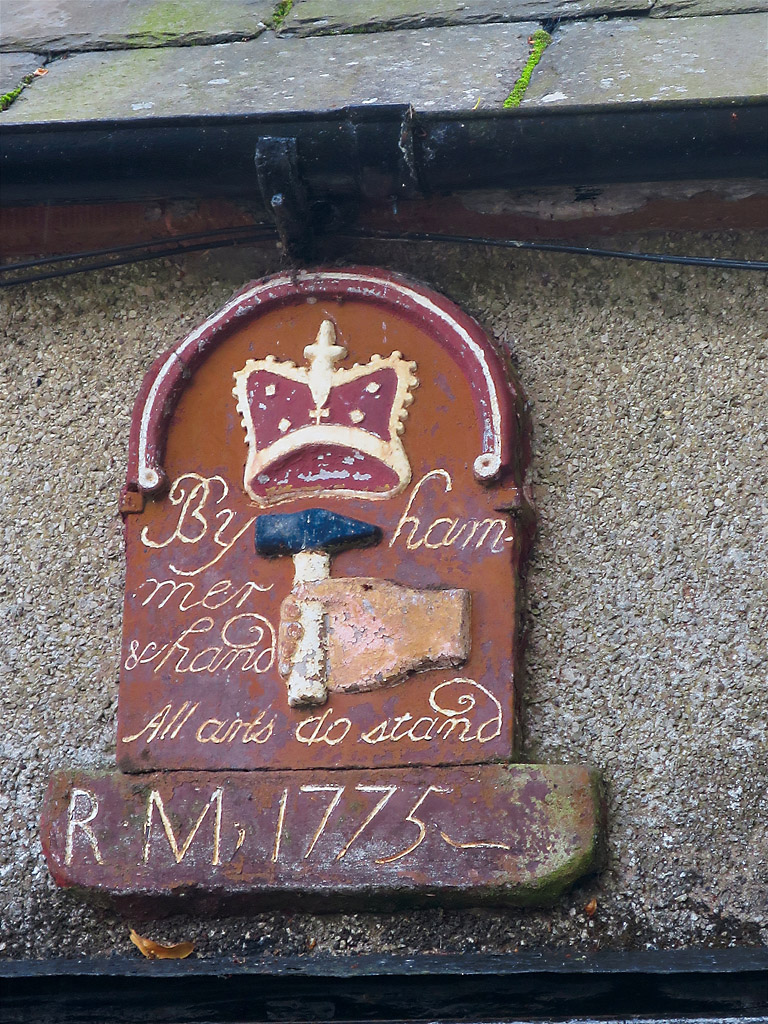 By ham-
mer
& hand
All arts do stand
R M, 1775